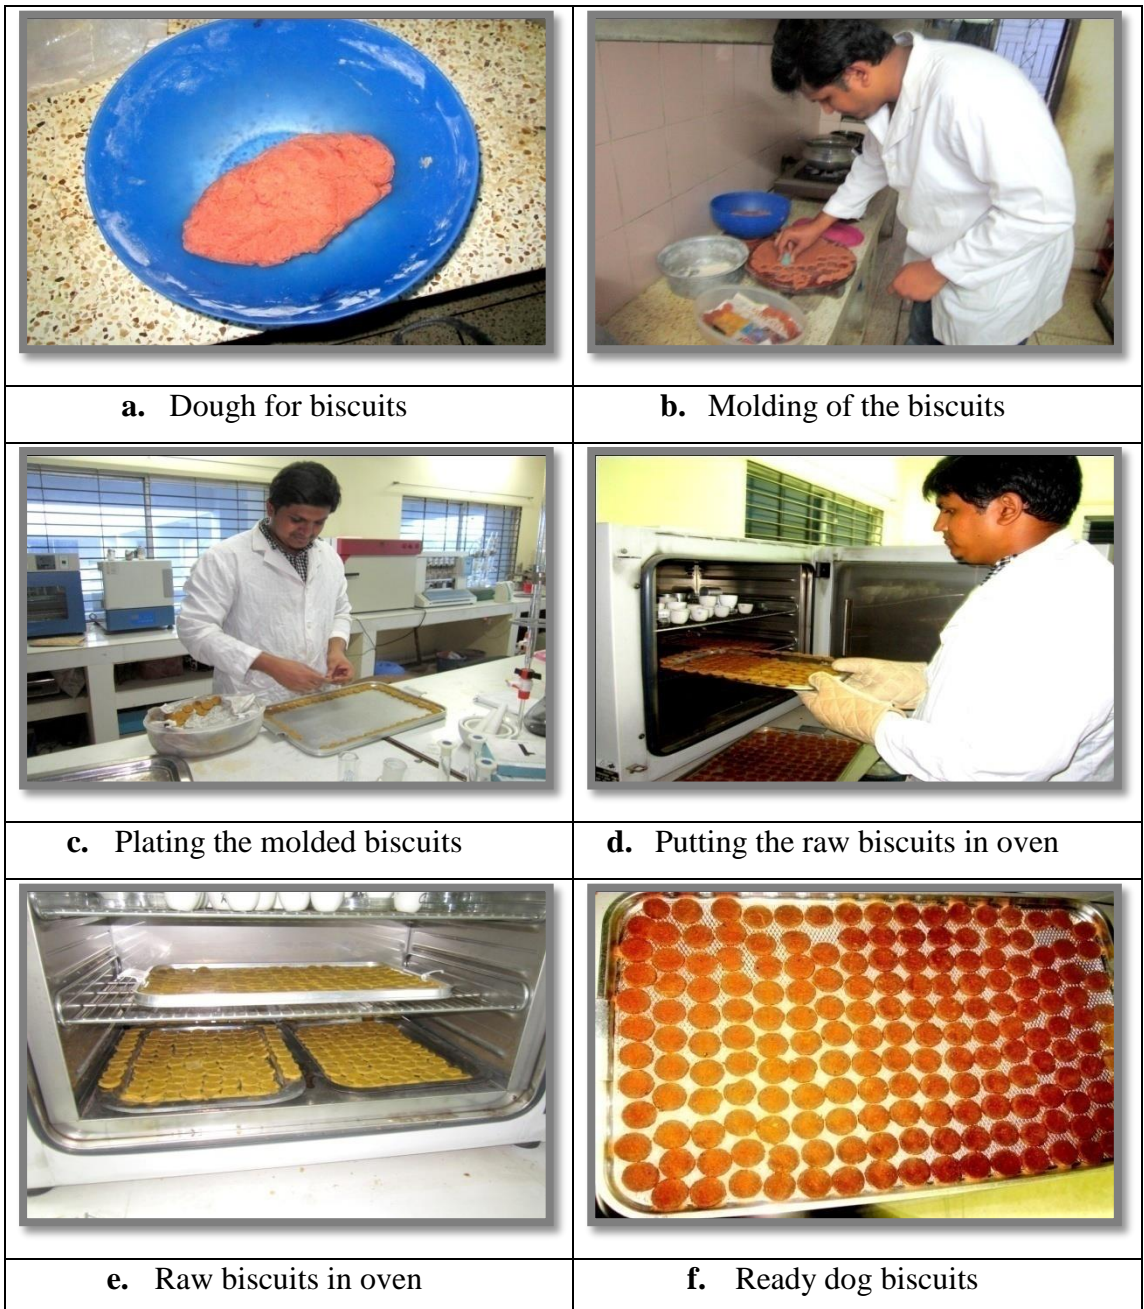 a. Dough for biscuits
b. Molding of the biscuits
c. Plating the molded biscuits
d. Putting the raw biscuits in oven
e. Raw biscuits in oven
f. Ready dog biscuits